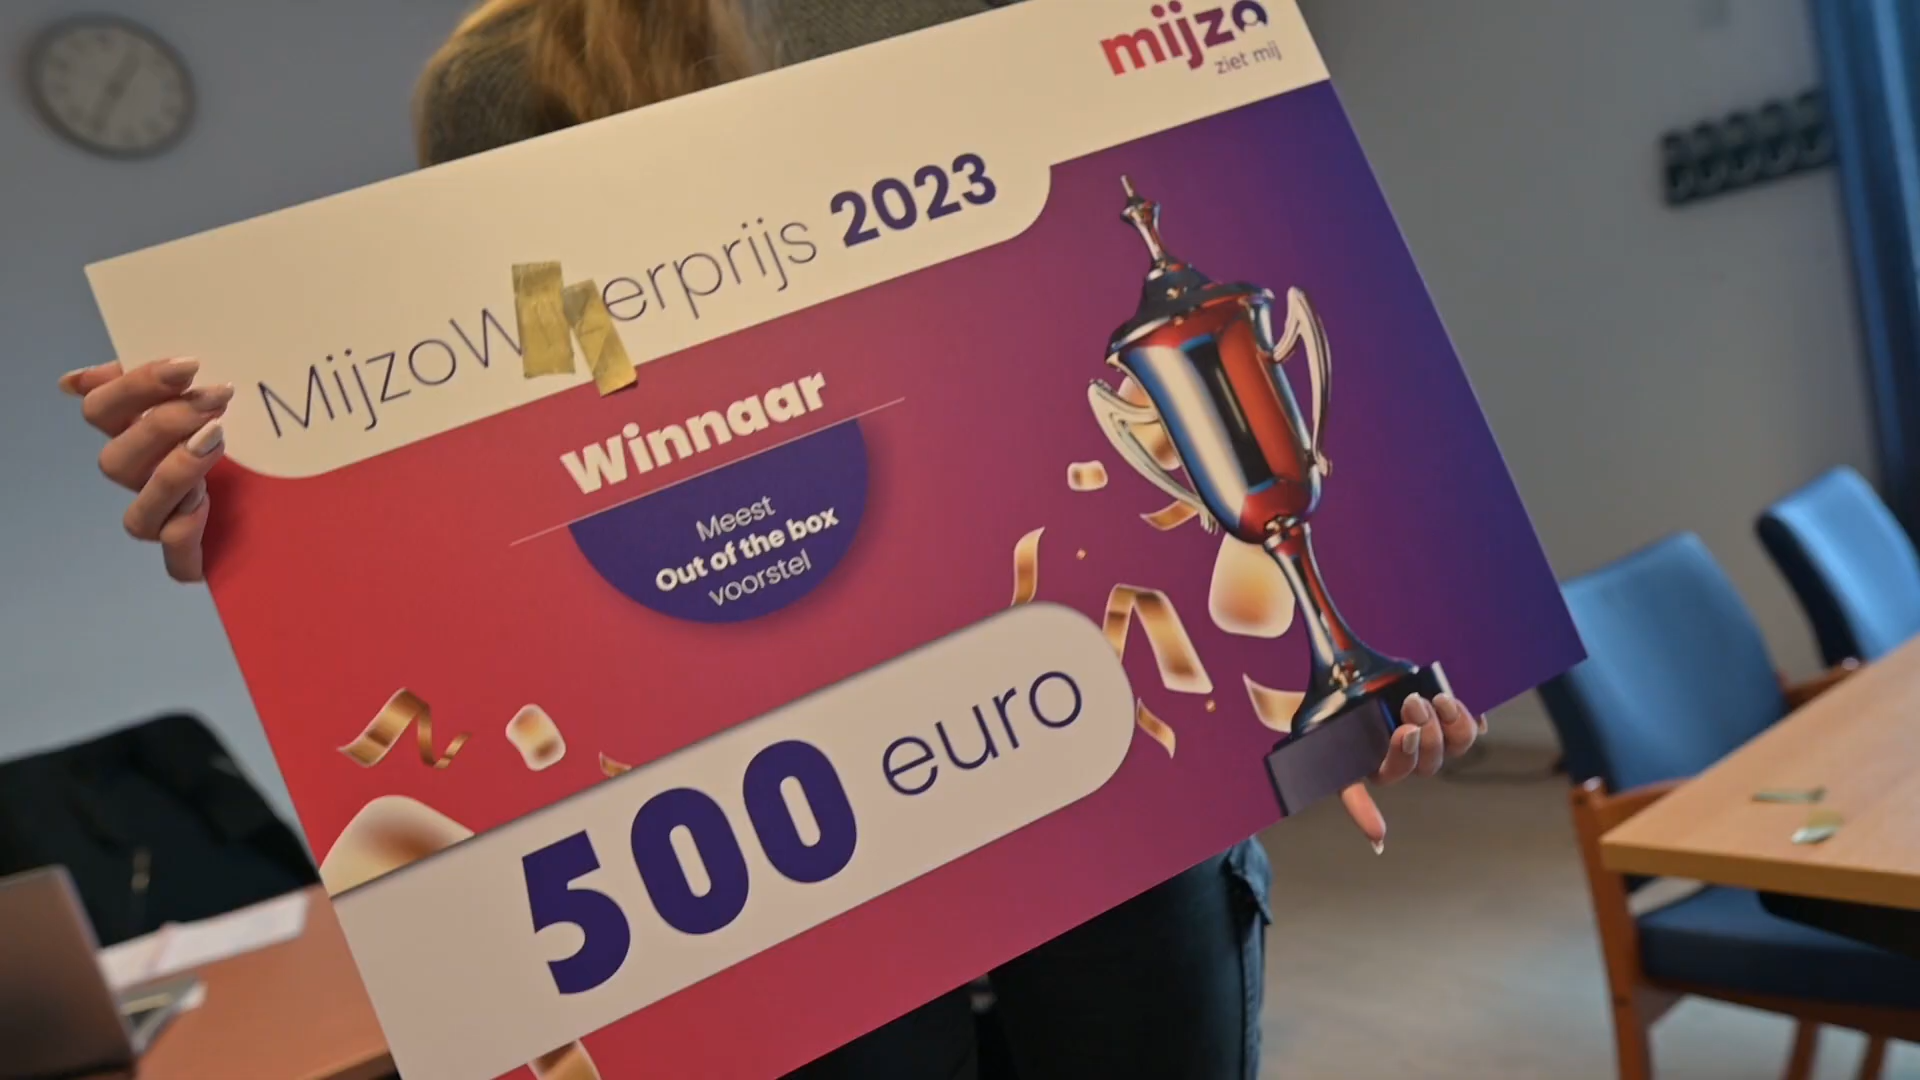 mijzo
ziet mij
MijzoW erprijs 2023
Winnaar
Meest
Out of the box
voorstel
500 euro